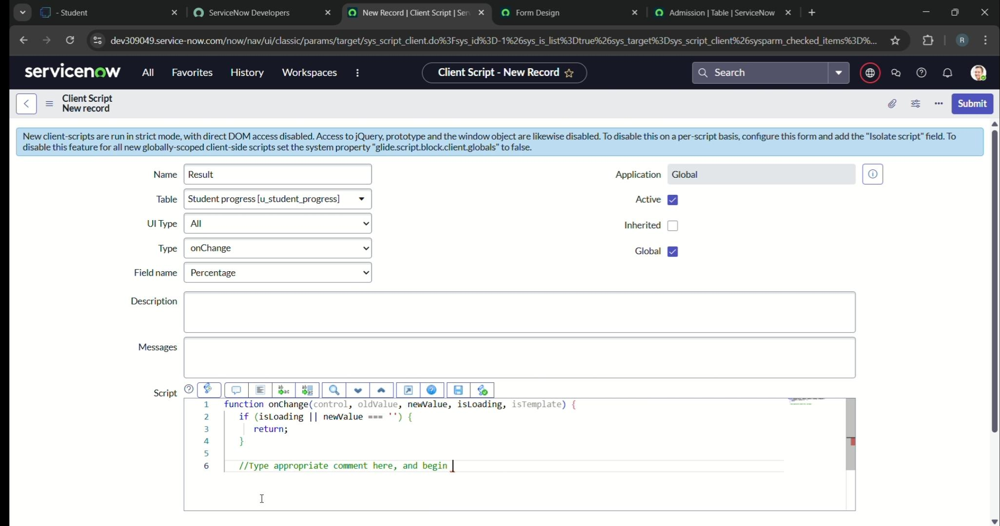 - Student
ServiceNow Developers
New Record | Client Script | Ser
Form Design
Admission | Table | ServiceNow
dev309049.service-now.com/now/nav/ui/classic/params/target/sys_script_client.do%3Fsys_id%3D-1%26sys_is_list%3Dtrue%26sys_target%3Dsys_script_client%26sysparm_checked_items%3D%...
R
servicenow
All
Favorites
History
Workspaces
Client Script - New Record
Search
Client Script
New record
Submit
New client-scripts are run in strict mode, with direct DOM access disabled. Access to jQuery, prototype and the window object are likewise disabled. To disable this on a per-script basis, configure this form and add the "Isolate script" field. To
disable this feature for all new globally-scoped client-side scripts set the system property "glide.script.block.client.globals" to false.
Name Result
Application Global
Table Student progress [u_student_progress]
Active
UI Type All
Inherited
Type onChange
Global
Field name Percentage
Description
Messages
Script
1 function onChange(control, oldValue, newValue, isLoading, isTemplate) {
2 if (isLoading || newValue === '') {
3 return;
4 }
5
6 //Type appropriate comment here, and begin